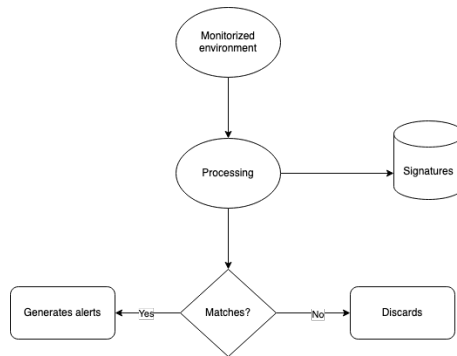 Monitorized
environment
Processing
Signatures
Generates alerts
Yes
Matches?
No
Discards